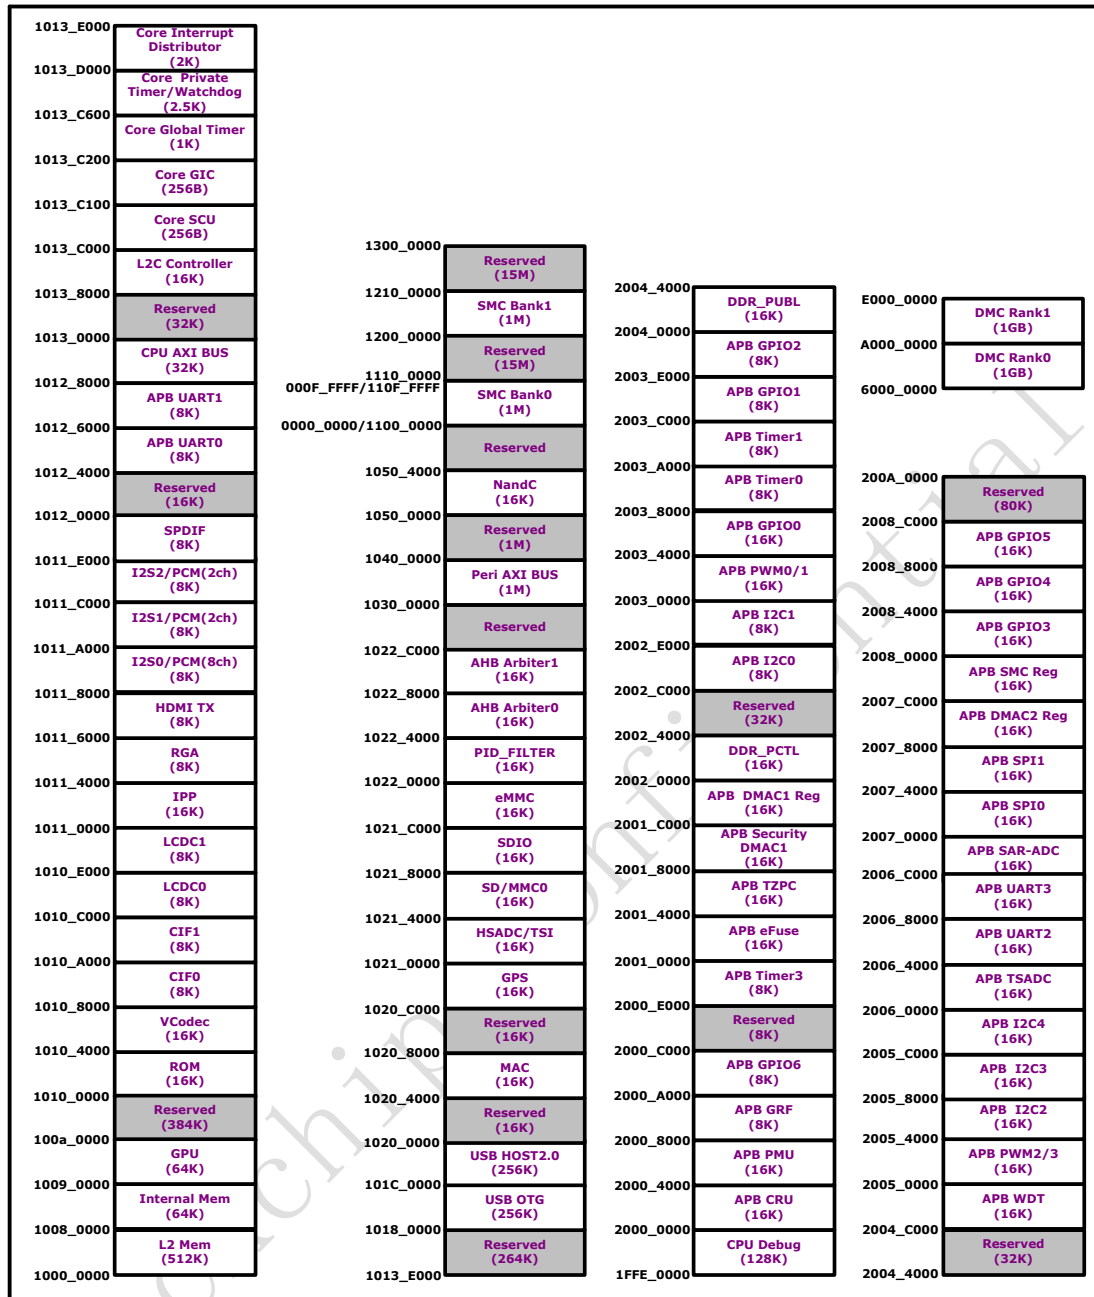 1013_E000
Core Interrupt
Distributor
(2K)
1013_D000
Core Private
Timer/Watchdog
(2.5K)
1013_C600
Core Global Timer
(1K)
1013_C200
Core GIC
(256B)
1013_C100
Core SCU
(256B)
1013_C000
L2C Controller
(16K)
1013_8000
Reserved
(32K)
1013_0000
CPU AXI BUS
(32K)
1012_8000
APB UART1
(8K)
1012_6000
APB UART0
(8K)
1012_4000
Reserved
(16K)
1012_0000
SPDIF
(8K)
1011_E000
I2S2/PCM(2ch)
(8K)
1011_C000
I2S1/PCM(2ch)
(8K)
1011_A000
I2S0/PCM(8ch)
(8K)
1011_8000
HDMI TX
(8K)
1011_6000
RGA
(8K)
1011_4000
IPP
(16K)
1011_0000
LCDC1
(8K)
1010_E000
LCDC0
(8K)
1010_C000
CIF1
(8K)
1010_A000
CIF0
(8K)
1010_8000
VCodec
(16K)
1010_4000
ROM
(16K)
1010_0000
Reserved
(384K)
100a_0000
GPU
(64K)
1009_0000
Internal Mem
(64K)
1008_0000
L2 Mem
(512K)
1000_0000
1300_0000
Reserved
(15M)
1210_0000
SMC Bank1
(1M)
1200_0000
Reserved
(15M)
1110_0000
000F_FFFF/110F_FFFF
SMC Bank0
(1M)
0000_0000/1100_0000
Reserved
1050_4000
NandC
(16K)
1050_0000
Reserved
(1M)
1040_0000
Peri AXI BUS
(1M)
1030_0000
Reserved
1022_C000
AHB Arbiter1
(16K)
1022_8000
AHB Arbiter0
(16K)
1022_4000
PID_FILTER
(16K)
1022_0000
eMMC
(16K)
1021_C000
SDIO
(16K)
1021_8000
SD/MMC0
(16K)
1021_4000
HSADC/TSI
(16K)
1021_0000
GPS
(16K)
1020_C000
Reserved
(16K)
1020_8000
MAC
(16K)
1020_4000
Reserved
(16K)
1020_0000
USB HOST2.0
(256K)
101C_0000
USB OTG
(256K)
1018_0000
Reserved
(264K)
1013_E000
2004_4000
DDR_PUBL
(16K)
2004_0000
APB GPIO2
(8K)
2003_E000
APB GPIO1
(8K)
2003_C000
APB Timer1
(8K)
2003_A000
APB Timer0
(8K)
2003_8000
APB GPIO0
(16K)
2003_4000
APB PWM0/1
(16K)
2003_0000
APB I2C1
(8K)
2002_E000
APB I2C0
(8K)
2002_C000
Reserved
(32K)
2002_4000
DDR_PCTL
(16K)
2002_0000
APB DMAC1 Reg
(16K)
2001_C000
APB Security
DMAC1
(16K)
2001_8000
APB TZPC
(16K)
2001_4000
APB eFuse
(16K)
2001_0000
APB Timer3
(8K)
2000_E000
Reserved
(8K)
2000_C000
APB GPIO6
(8K)
2000_A000
APB GRF
(8K)
2000_8000
APB PMU
(16K)
2000_4000
APB CRU
(16K)
2000_0000
CPU Debug
(128K)
1FFE_0000
E000_0000
DMC Rank1
(1GB)
A000_0000
DMC Rank0
(1GB)
6000_0000
200A_0000
Reserved
(80K)
2008_C000
APB GPIO5
(16K)
2008_8000
APB GPIO4
(16K)
2008_4000
APB GPIO3
(16K)
2008_0000
APB SMC Reg
(16K)
2007_C000
APB DMAC2 Reg
(16K)
2007_8000
APB SPI1
(16K)
2007_4000
APB SPI0
(16K)
2007_0000
APB SAR-ADC
(16K)
2006_C000
APB UART3
(16K)
2006_8000
APB UART2
(16K)
2006_4000
APB TSADC
(16K)
2006_0000
APB I2C4
(16K)
2005_C000
APB I2C3
(16K)
2005_8000
APB I2C2
(16K)
2005_4000
APB PWM2/3
(16K)
2005_0000
APB WDT
(16K)
2004_C000
Reserved
(32K)
2004_4000